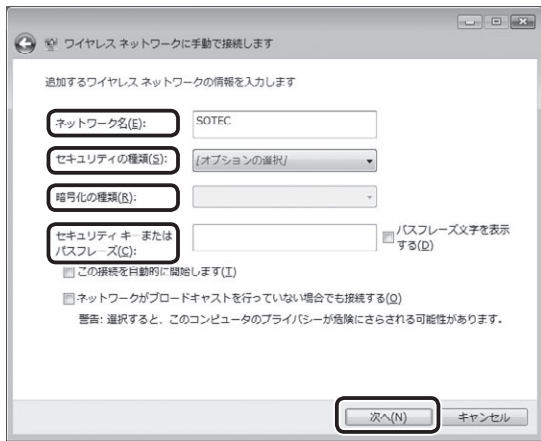 ワイヤレス ネットワークに手動で接続します
追加するワイヤレス ネットワークの情報を入力します
ネットワーク名(E):
SOTEC
セキュリティの種類(S):
[オプションの選択]
暗号化の種類(R):
セキュリティ キーまたは
パスフレーズ(C):
パスフレーズ文字を表示
する(D)
この接続を自動的に開始します(T)
ネットワークがブロードキャストを行っていない場合でも接続する(O)
警告: 選択すると、このコンピュータのプライバシーが危険にさらされる可能性があります。
次へ(N)
キャンセル